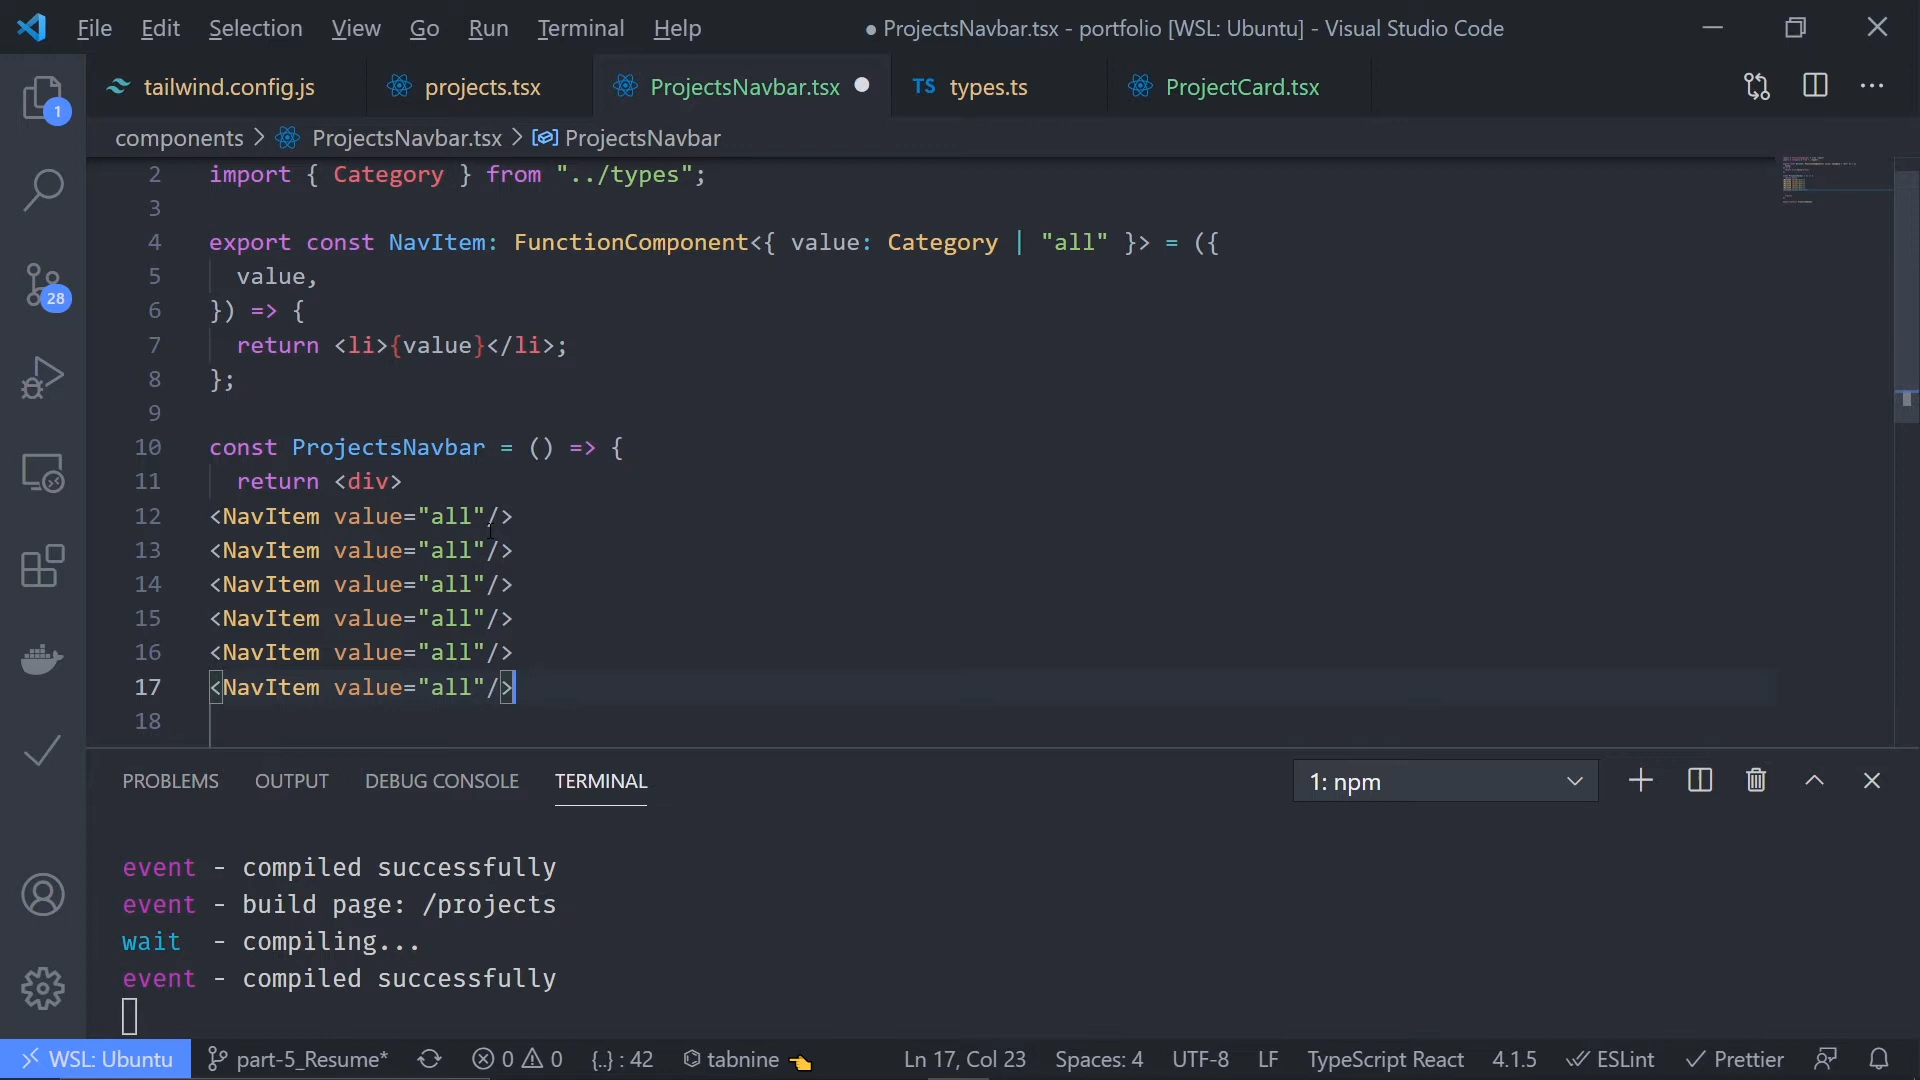 File Edit Selection View Go Run Terminal Help ● ProjectsNavbar.tsx - portfolio [WSL: Ubuntu] - Visual Studio Code
tailwind.config.js projects.tsx ProjectsNavbar.tsx ● TS types.ts ProjectCard.tsx ...
components > ProjectsNavbar.tsx > ProjectsNavbar
1
28
2 import { Category } from "../types";
3
4 export const NavItem: FunctionComponent<{ value: Category | "all" }> = ({
5 value,
6 }) => {
7 return <li>{value}</li>;
8 };
9
10 const ProjectsNavbar = () => {
11 return <div>
12 <NavItem value="all"/>
13 <NavItem value="all"/>
14 <NavItem value="all"/>
15 <NavItem value="all"/>
16 <NavItem value="all"/>
17 <NavItem value="all"/>
18
PROBLEMS OUTPUT DEBUG CONSOLE TERMINAL 1: npm
event - compiled successfully
event - build page: /projects
wait - compiling...
event - compiled successfully
WSL: Ubuntu part-5_Resume* 0 0 {..} : 42 tabnine 👈 Ln 17, Col 23 Spaces: 4 UTF-8 LF TypeScript React 4.1.5 ESLint Prettier